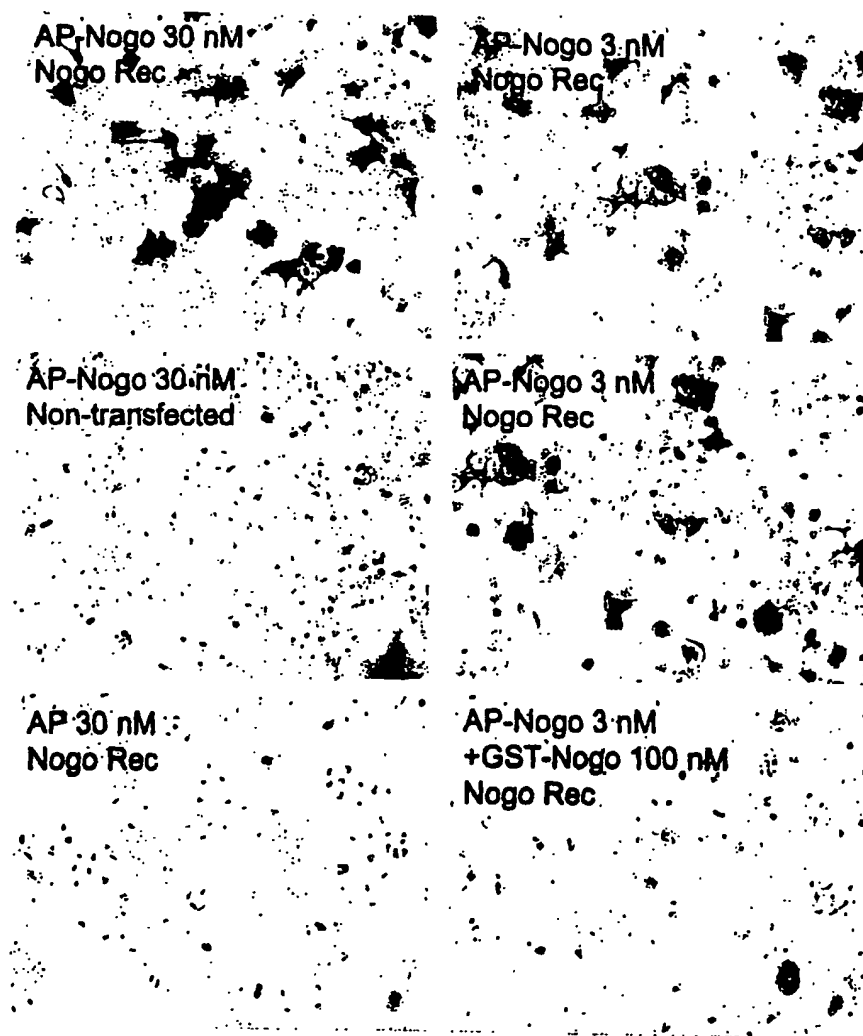 AP-Nogo 30 nM
Nogo Rec
AP-Nogo 3 nM
Nogo Rec
AP-Nogo 30 nM
Non-transfected
AP-Nogo 3 nM
Nogo Rec
AP 30 nM
Nogo Rec
AP-Nogo 3 nM
+GST-Nogo 100 nM
Nogo Rec